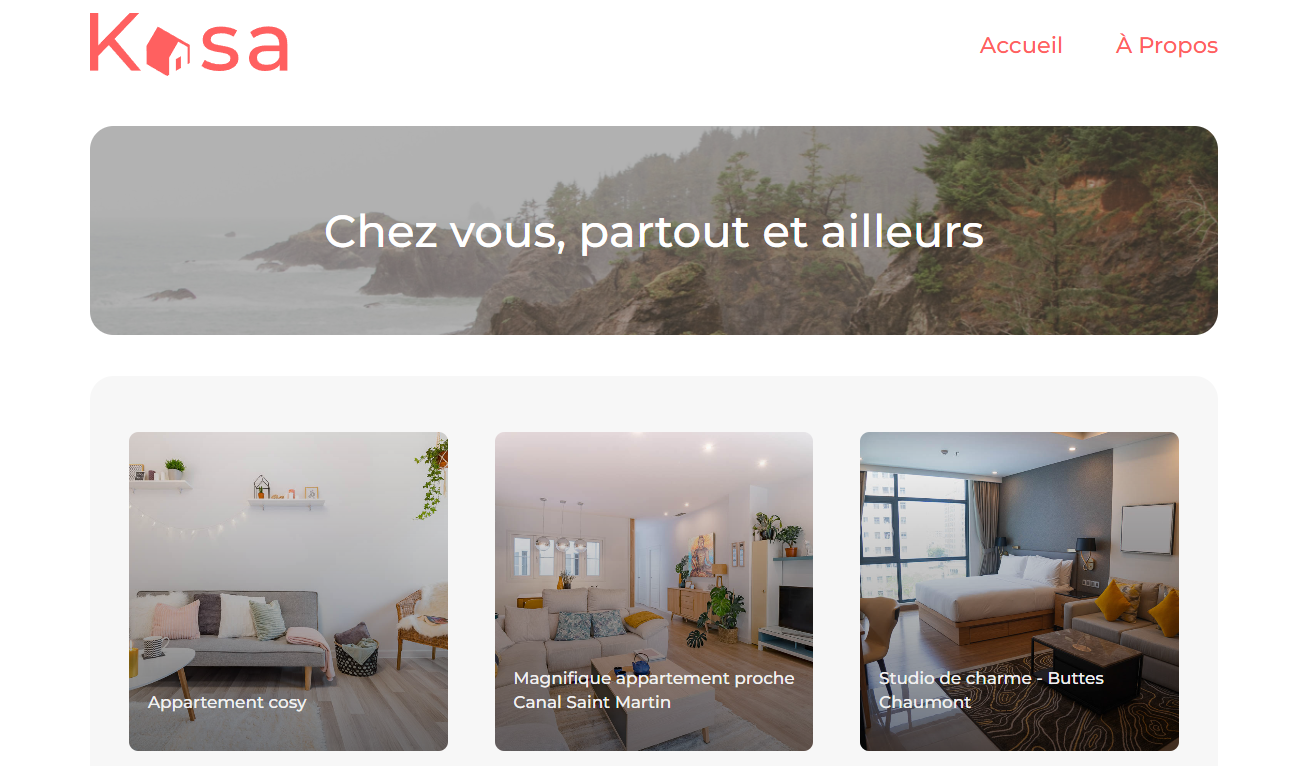 Kasa
Accueil
À Propos
Chez vous, partout et ailleurs
Appartement cosy
Magnifique appartement proche
Canal Saint Martin
Studio de charme - Buttes
Chaumont